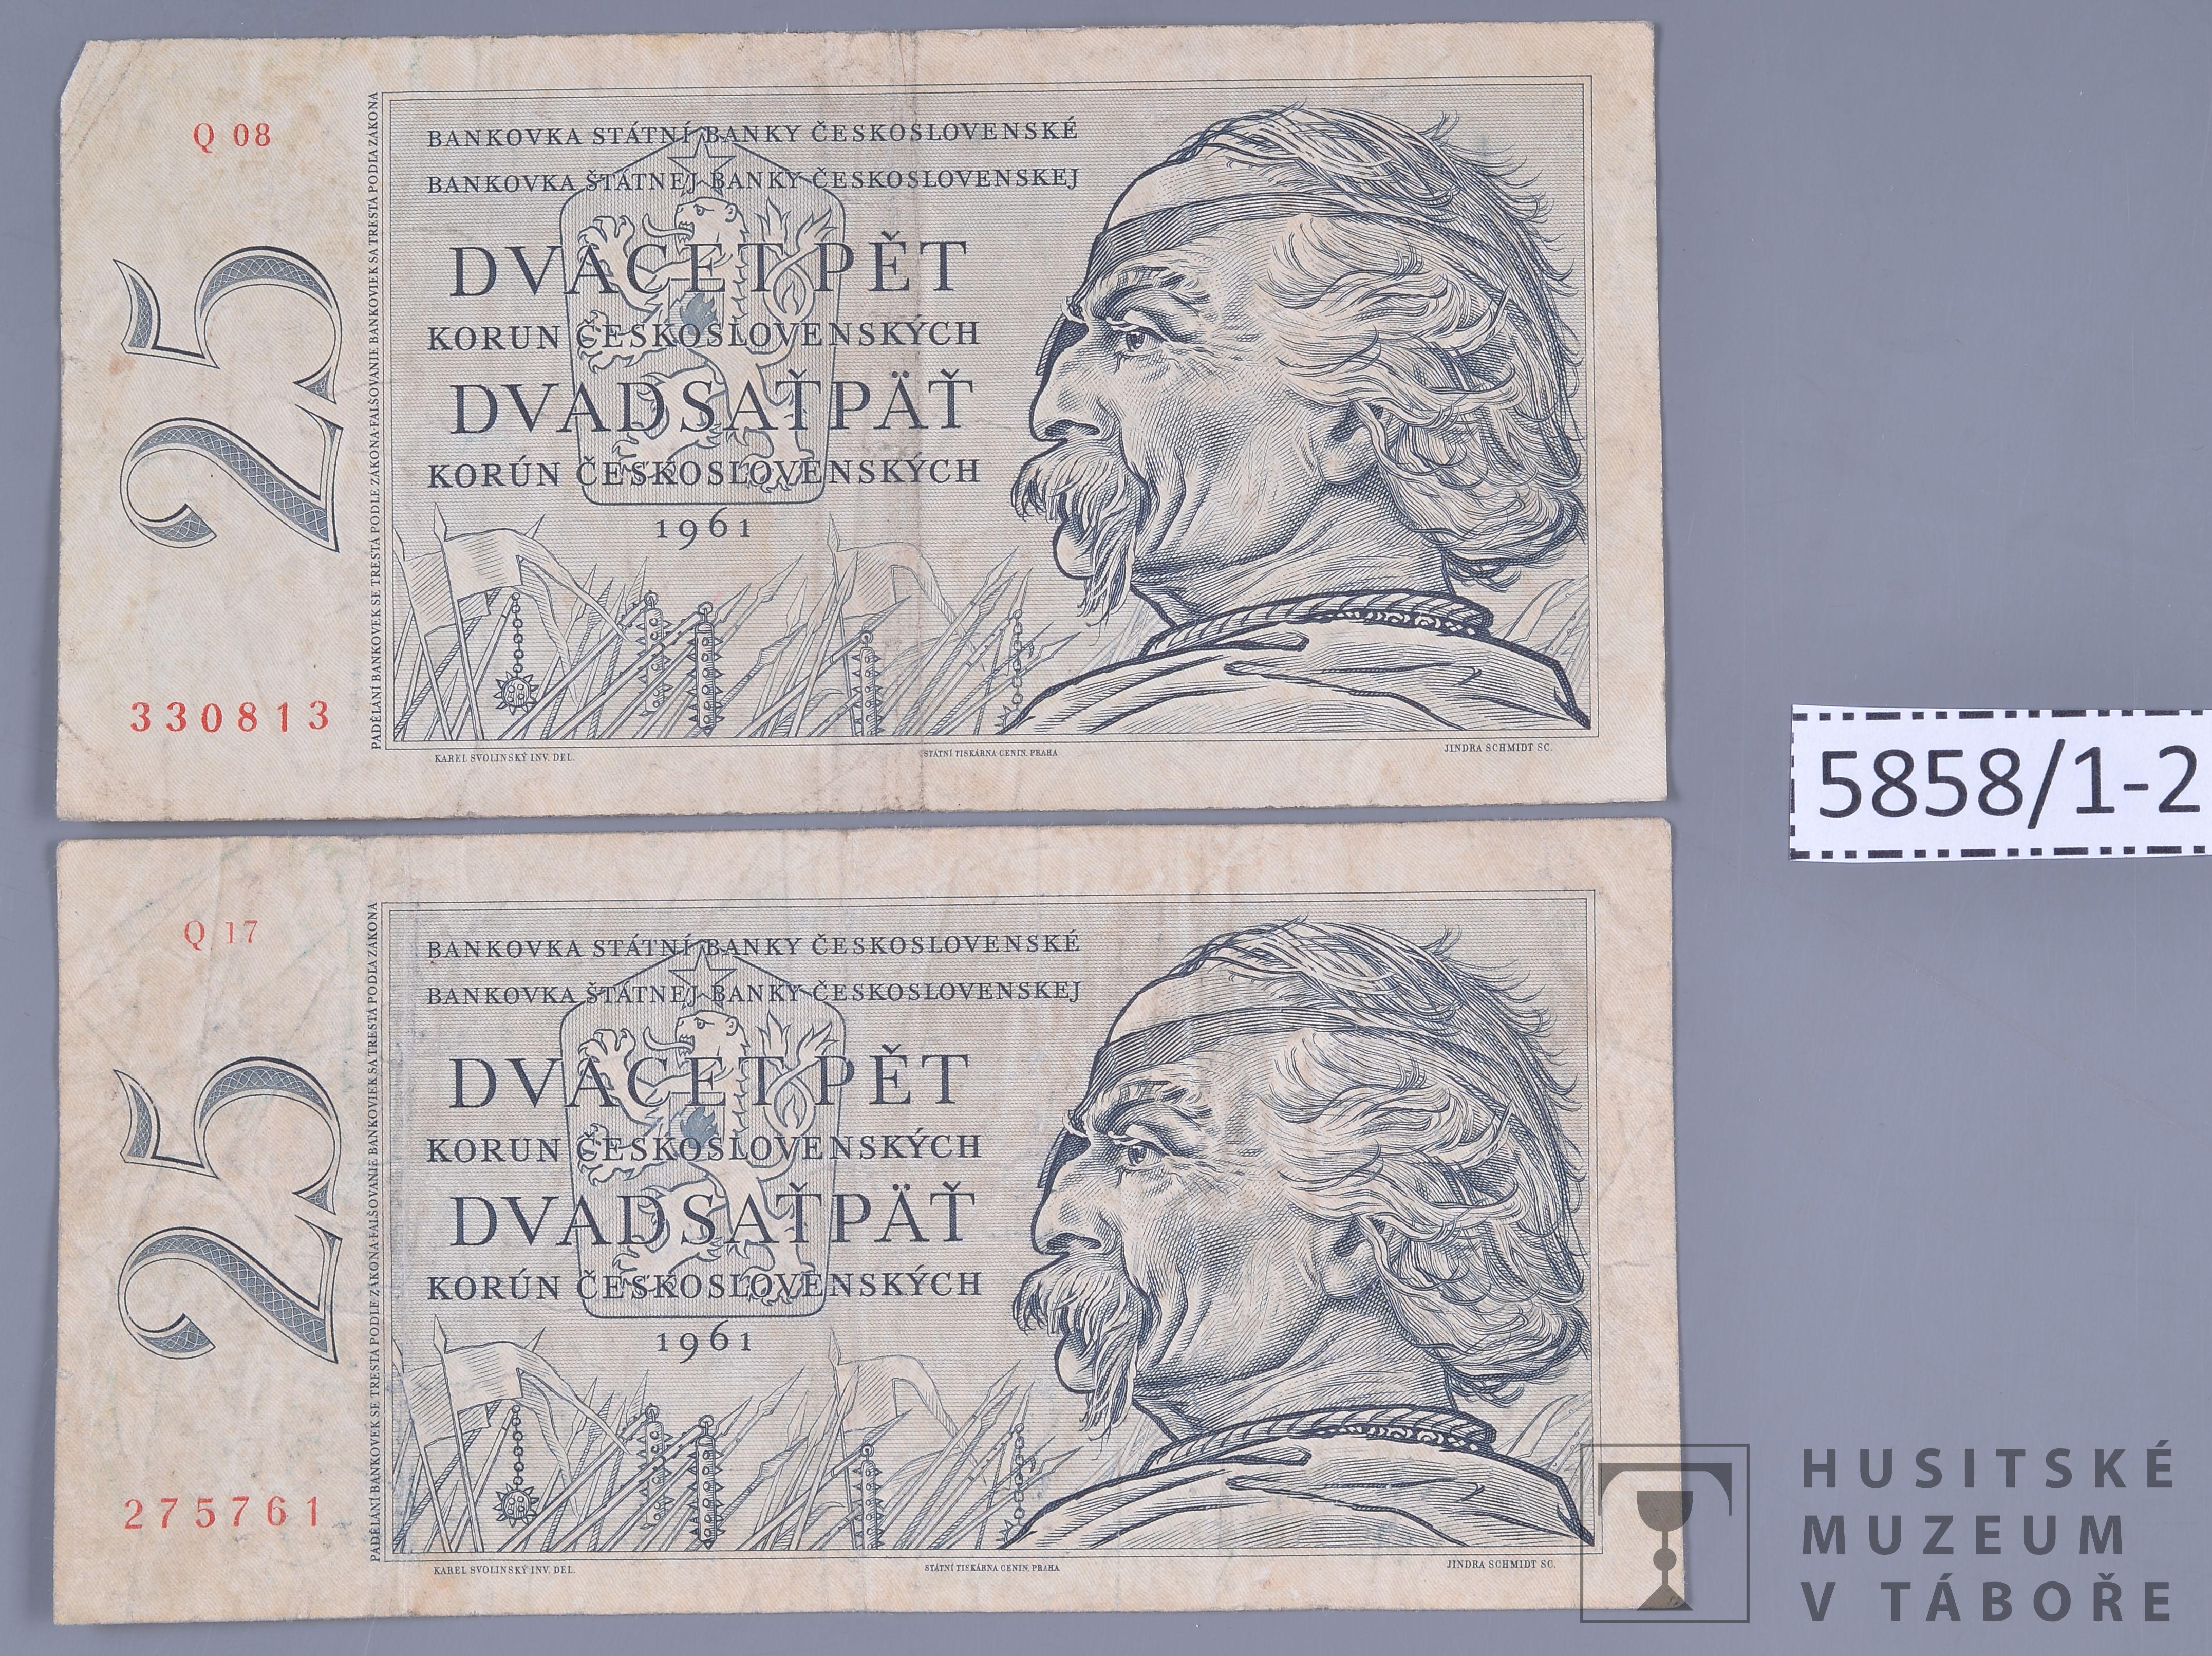 Q 08
25
330813
PADĚLÁNÍ BANKOVEK SE TRESTÁ PODLE ZÁKONA·FALŠOVANIE BANKOVIEK SA TRESTÁ PODĽA ZÁKONA
BANKOVKA STÁTNÍ BANKY ČESKOSLOVENSKÉ
BANKOVKA ŠTÁTNEJ BANKY ČESKOSLOVENSKEJ
DVACET PĚT
KORUN ČESKOSLOVENSKÝCH
DVADSAŤPÄŤ
KORÚN ČESKOSLOVENSKÝCH
1961
KAREL SVOLINSKÝ INV. DEL.
STÁTNÍ TISKÁRNA CENIN, PRAHA
JINDRA SCHMIDT SC.
5858/1-2
Q 17
25
275761
PADĚLÁNÍ BANKOVEK SE TRESTÁ PODLE ZÁKONA·FALŠOVANIE BANKOVIEK SA TRESTÁ PODĽA ZÁKONA
BANKOVKA STÁTNÍ BANKY ČESKOSLOVENSKÉ
BANKOVKA ŠTÁTNEJ BANKY ČESKOSLOVENSKEJ
DVACET PĚT
KORUN ČESKOSLOVENSKÝCH
DVADSAŤPÄŤ
KORÚN ČESKOSLOVENSKÝCH
1961
KAREL SVOLINSKÝ INV. DEL.
STÁTNÍ TISKÁRNA CENIN, PRAHA
JINDRA SCHMIDT SC.
HUSITSKÉ
MUZEUM
V TÁBOŘE